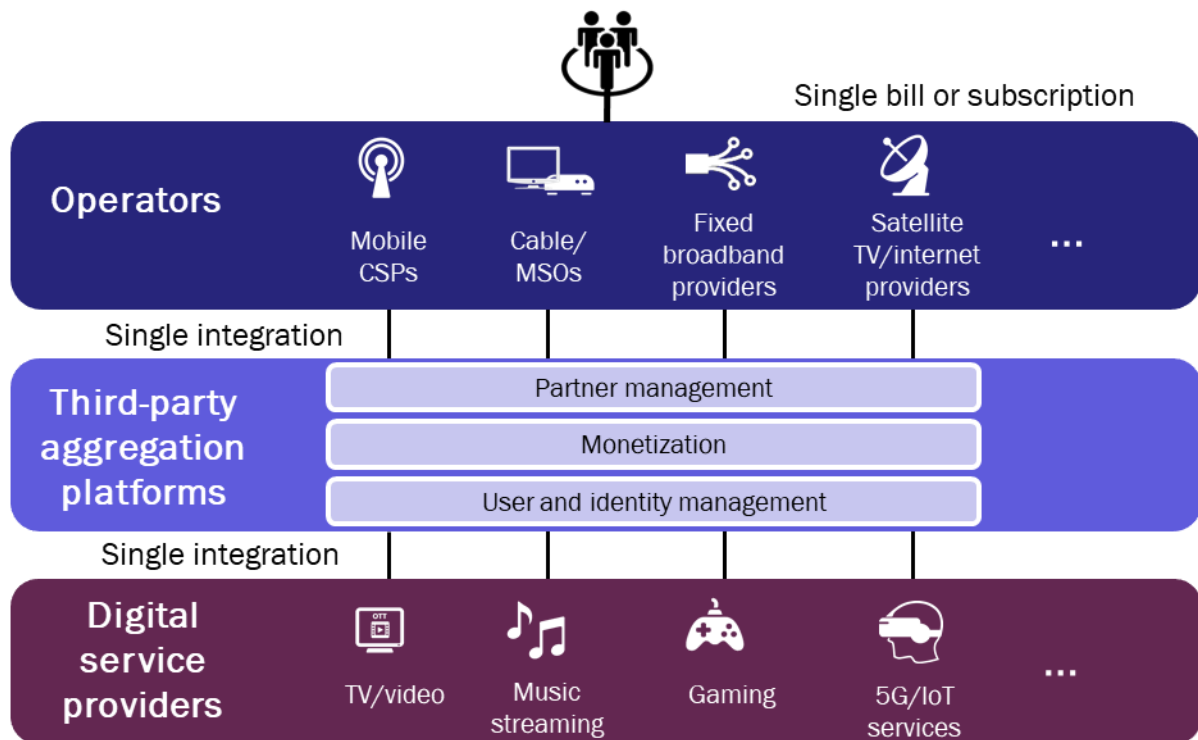 Single bill or subscription
Operators
Mobile
CSPs
Cable/
MSOs
Fixed
broadband
providers
Satellite
TV/internet
providers
...
Single integration
Third-party
aggregation
platforms
Partner management
Monetization
User and identity management
Single integration
Digital
service
providers
OTT
TV/video
Music
streaming
Gaming
5G/IoT
services
...